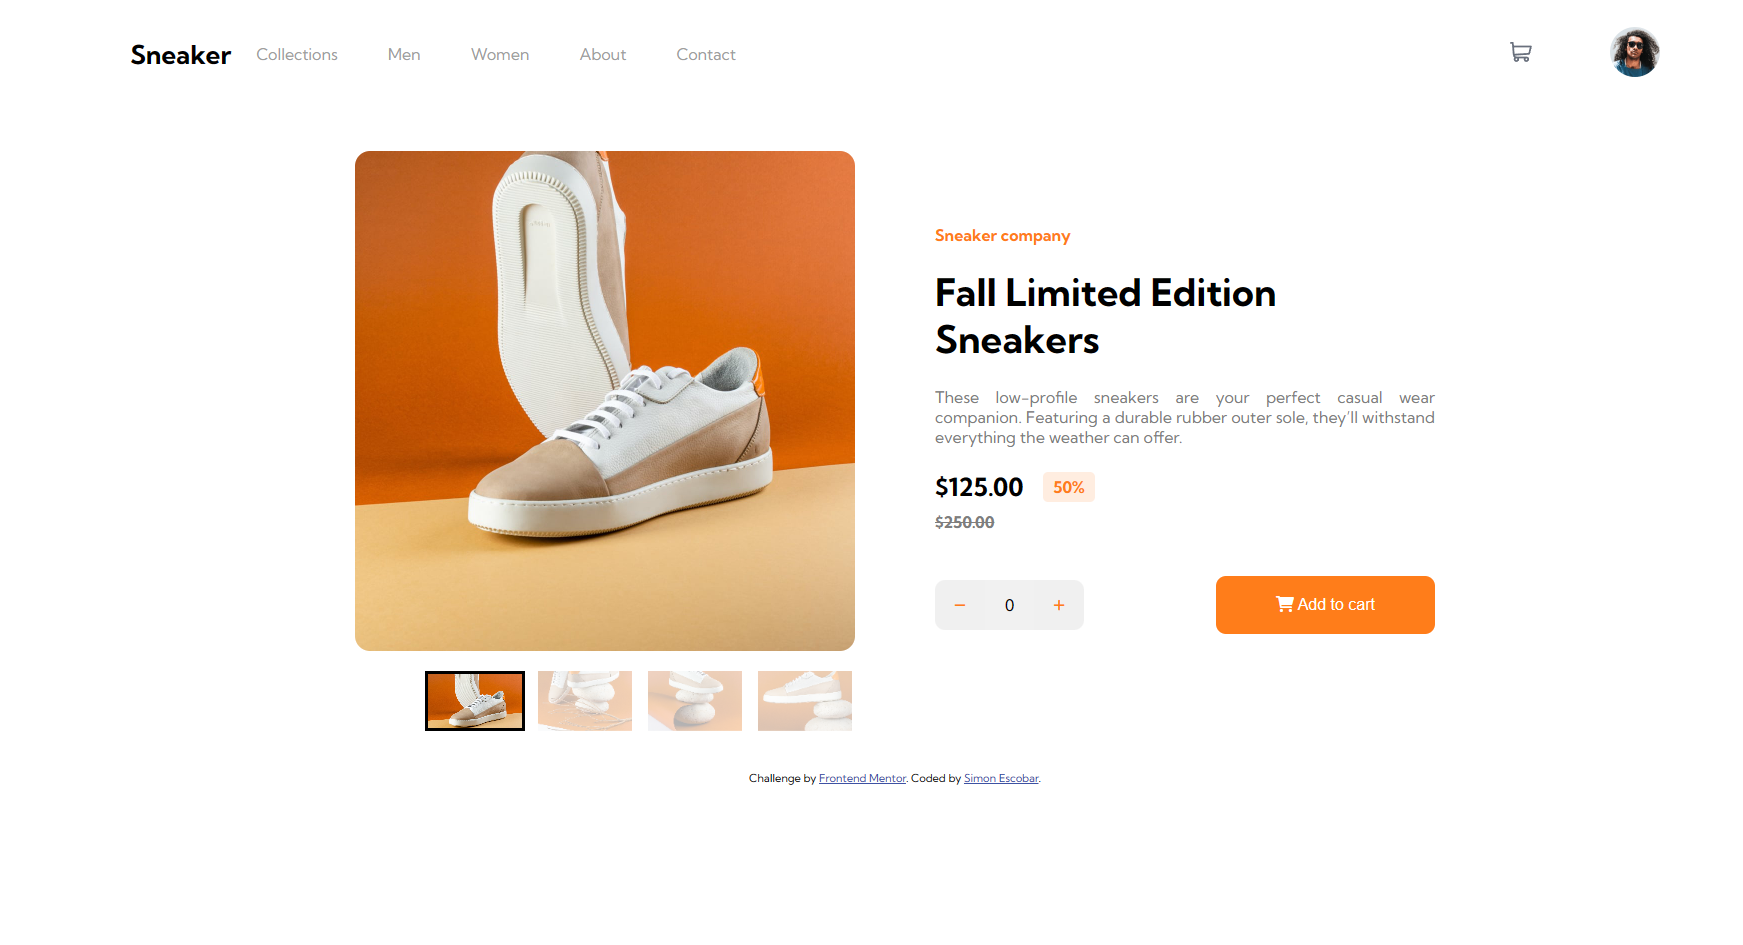 Sneaker Collections Men Women About Contact
Sneaker company
Fall Limited Edition
Sneakers
These low-profile sneakers are your perfect casual wear
companion. Featuring a durable rubber outer sole, they’ll withstand
everything the weather can offer.
$125.00 50%
$250.00
− 0 +
Add to cart
Challenge by Frontend Mentor. Coded by Simon Escobar.